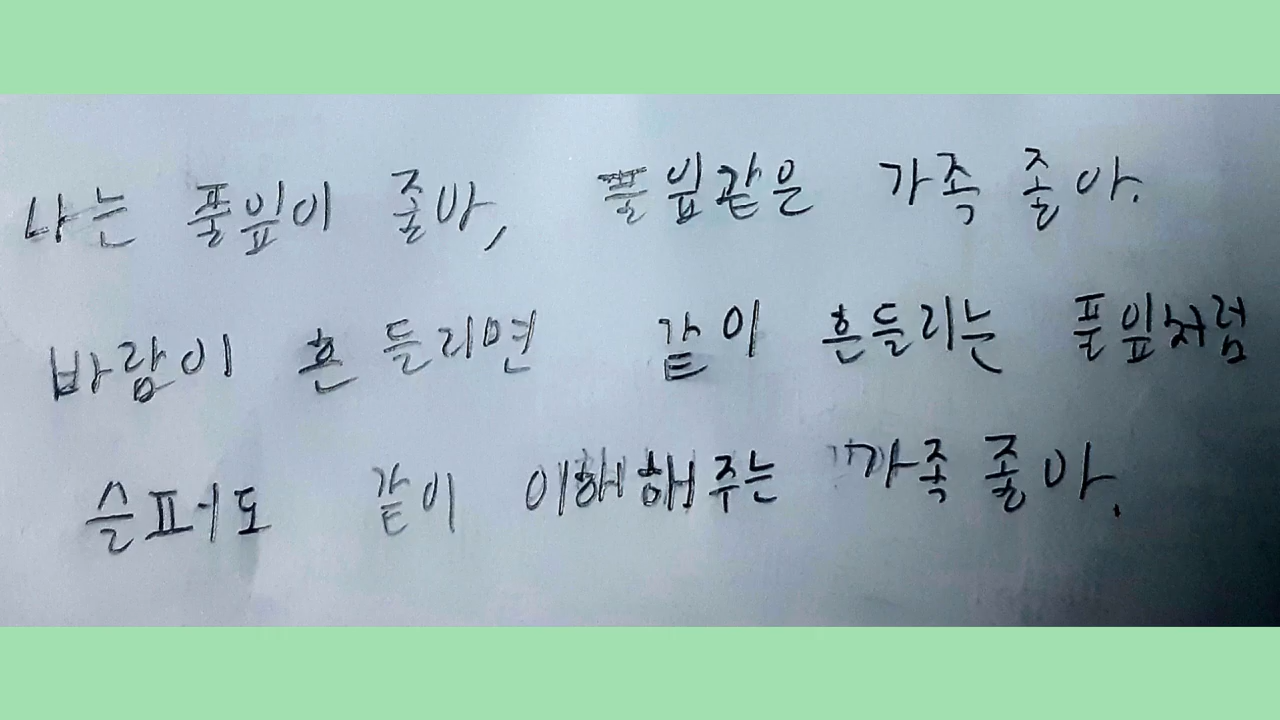 나는 풀잎이 좋아, 풀잎같은 가족 좋아.
바람이 흔들리면 같이 흔들리는 풀잎처럼
슬퍼도 같이 이해해주는 가족 좋아.